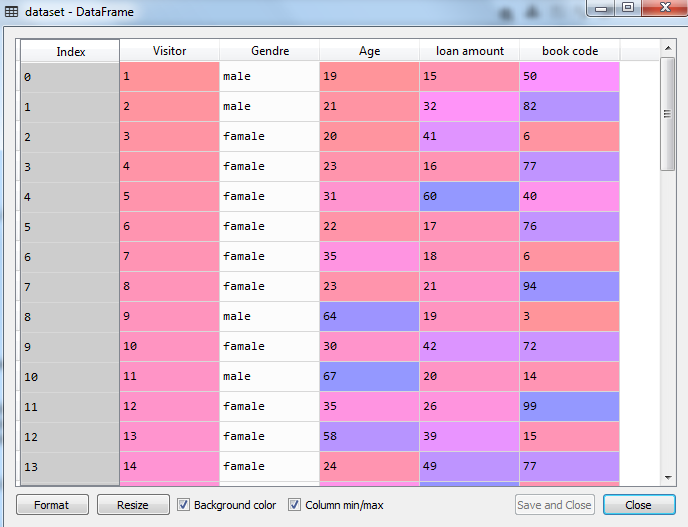 dataset - DataFrame
Index Visitor Gendre Age loan amount book code
0 1 male 19 15 50
1 2 male 21 32 82
2 3 famale 20 41 6
3 4 famale 23 16 77
4 5 famale 31 60 40
5 6 famale 22 17 76
6 7 famale 35 18 6
7 8 famale 23 21 94
8 9 male 64 19 3
9 10 famale 30 42 72
10 11 male 67 20 14
11 12 famale 35 26 99
12 13 famale 58 39 15
13 14 famale 24 49 77
Format Resize Background color Column min/max Save and Close Close